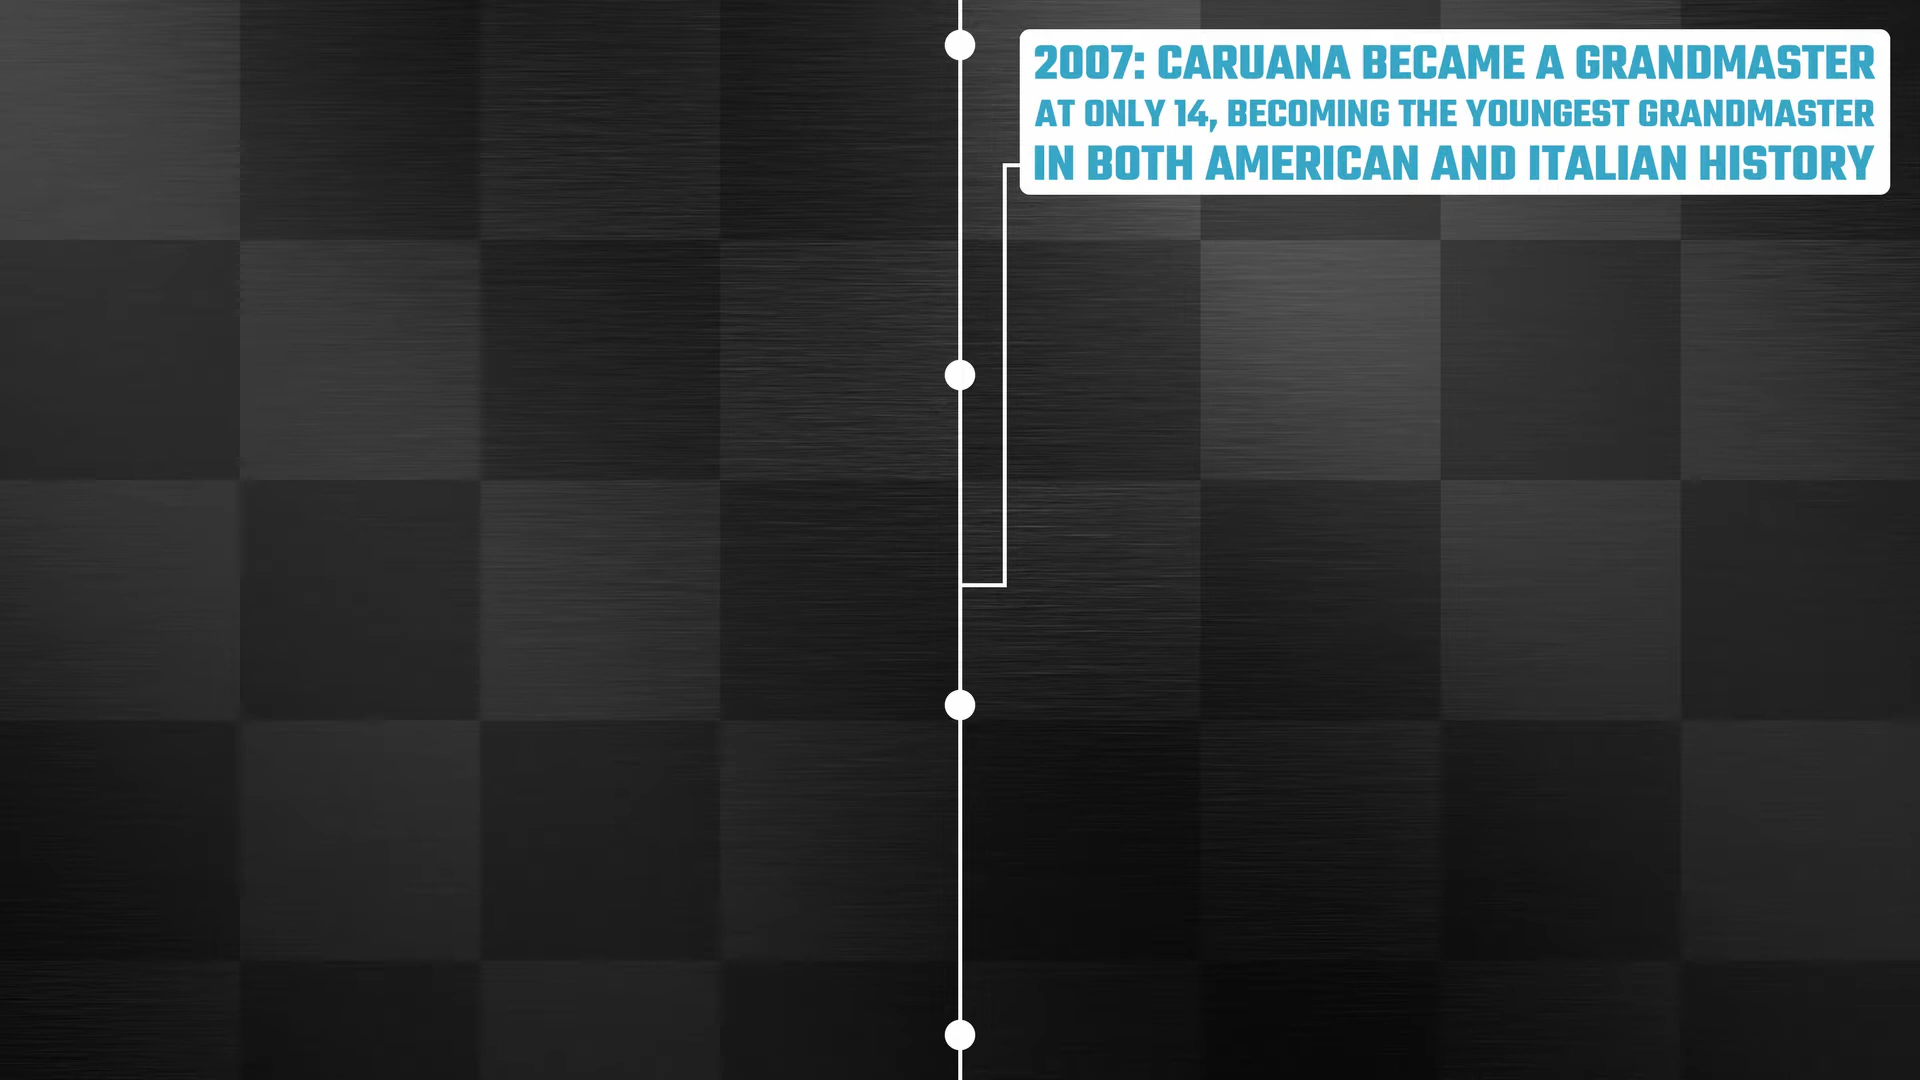 2007: CARUANA BECAME A GRANDMASTER
AT ONLY 14, BECOMING THE YOUNGEST GRANDMASTER
IN BOTH AMERICAN AND ITALIAN HISTORY